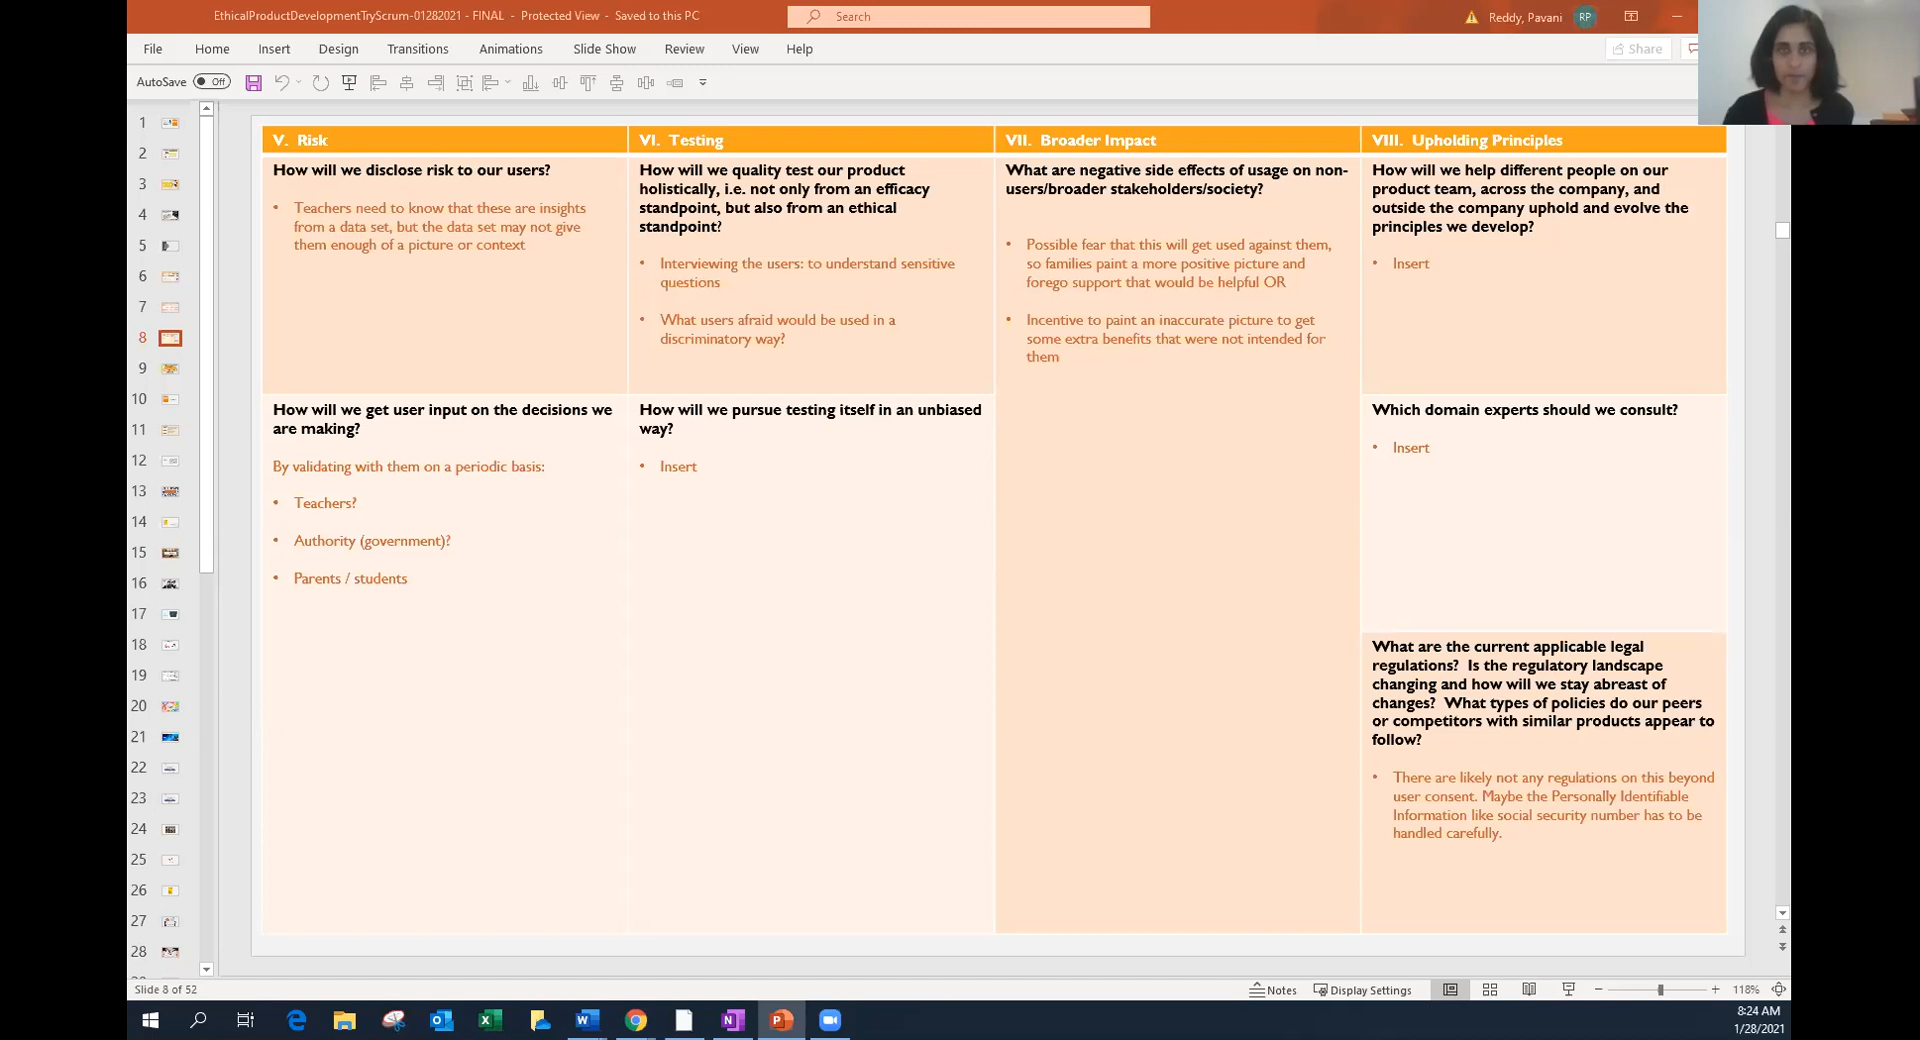 EthicalProductDevelopmentTryScrum-01282021 - FINAL - Protected View - Saved to this PC
Search
Reddy, Pavani
RP
File Home Insert Design Transitions Animations Slide Show Review View Help
Share
AutoSave Off
1
2
3
4
5
6
7
8
9
10
11
12
13
14
15
16
17
18
19
20
21
22
23
24
25
26
27
28
V. Risk
How will we disclose risk to our users?
• Teachers need to know that these are insights
from a data set, but the data set may not give
them enough of a picture or context
How will we get user input on the decisions we
are making?
By validating with them on a periodic basis:
• Teachers?
• Authority (government)?
• Parents / students
VI. Testing
How will we quality test our product
holistically, i.e. not only from an efficacy
standpoint, but also from an ethical
standpoint?
• Interviewing the users: to understand sensitive
questions
• What users afraid would be used in a
discriminatory way?
How will we pursue testing itself in an unbiased
way?
• Insert
VII. Broader Impact
What are negative side effects of usage on non-
users/broader stakeholders/society?
• Possible fear that this will get used against them,
so families paint a more positive picture and
forego support that would be helpful OR
• Incentive to paint an inaccurate picture to get
some extra benefits that were not intended for
them
VIII. Upholding Principles
How will we help different people on our
product team, across the company, and
outside the company uphold and evolve the
principles we develop?
• Insert
Which domain experts should we consult?
• Insert
What are the current applicable legal
regulations? Is the regulatory landscape
changing and how will we stay abreast of
changes? What types of policies do our peers
or competitors with similar products appear to
follow?
• There are likely not any regulations on this beyond
user consent. Maybe the Personally Identifiable
Information like social security number has to be
handled carefully.
Slide 8 of 52
Notes
Display Settings
118%
8:24 AM
1/28/2021